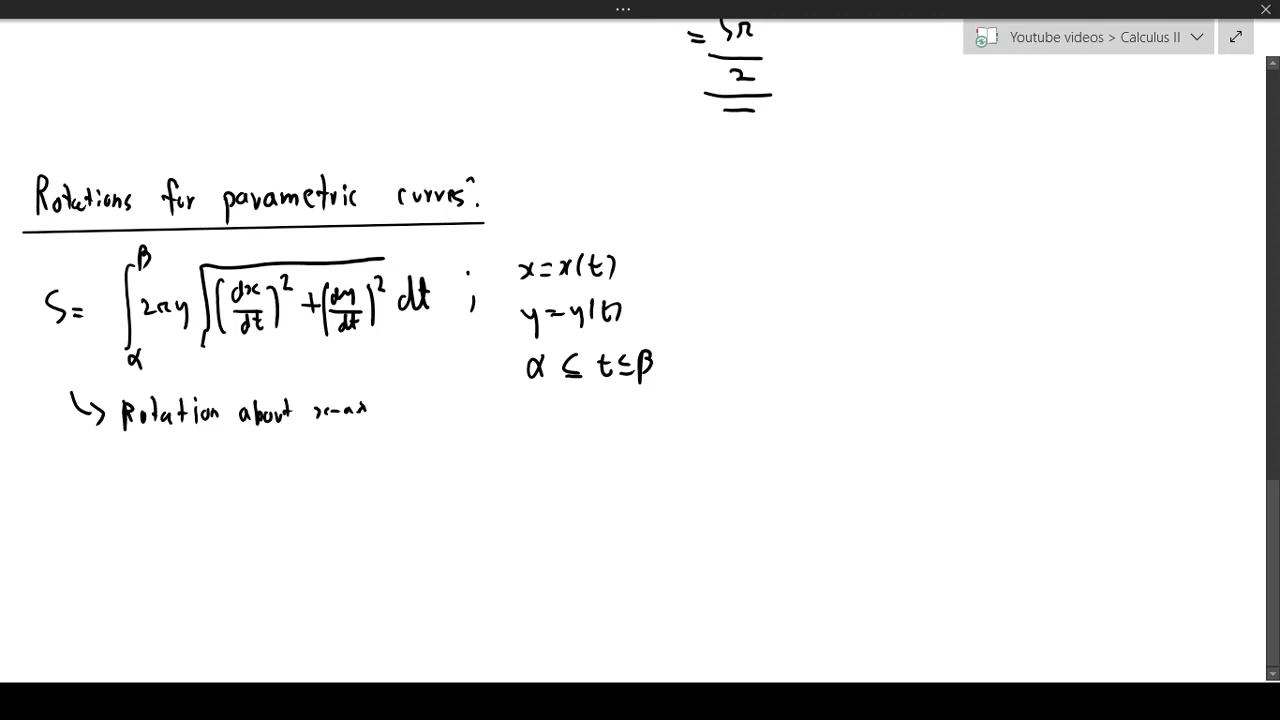 ...
Youtube videos > Calculus II
= 5π/2
Rotations for parametric curves:
S = ∫_α^β 2πy √((dx/dt)² + (dy/dt)²) dt ;
x = x(t)
y = y(t)
α ≤ t ≤ β
↳ Rotation about x-ax